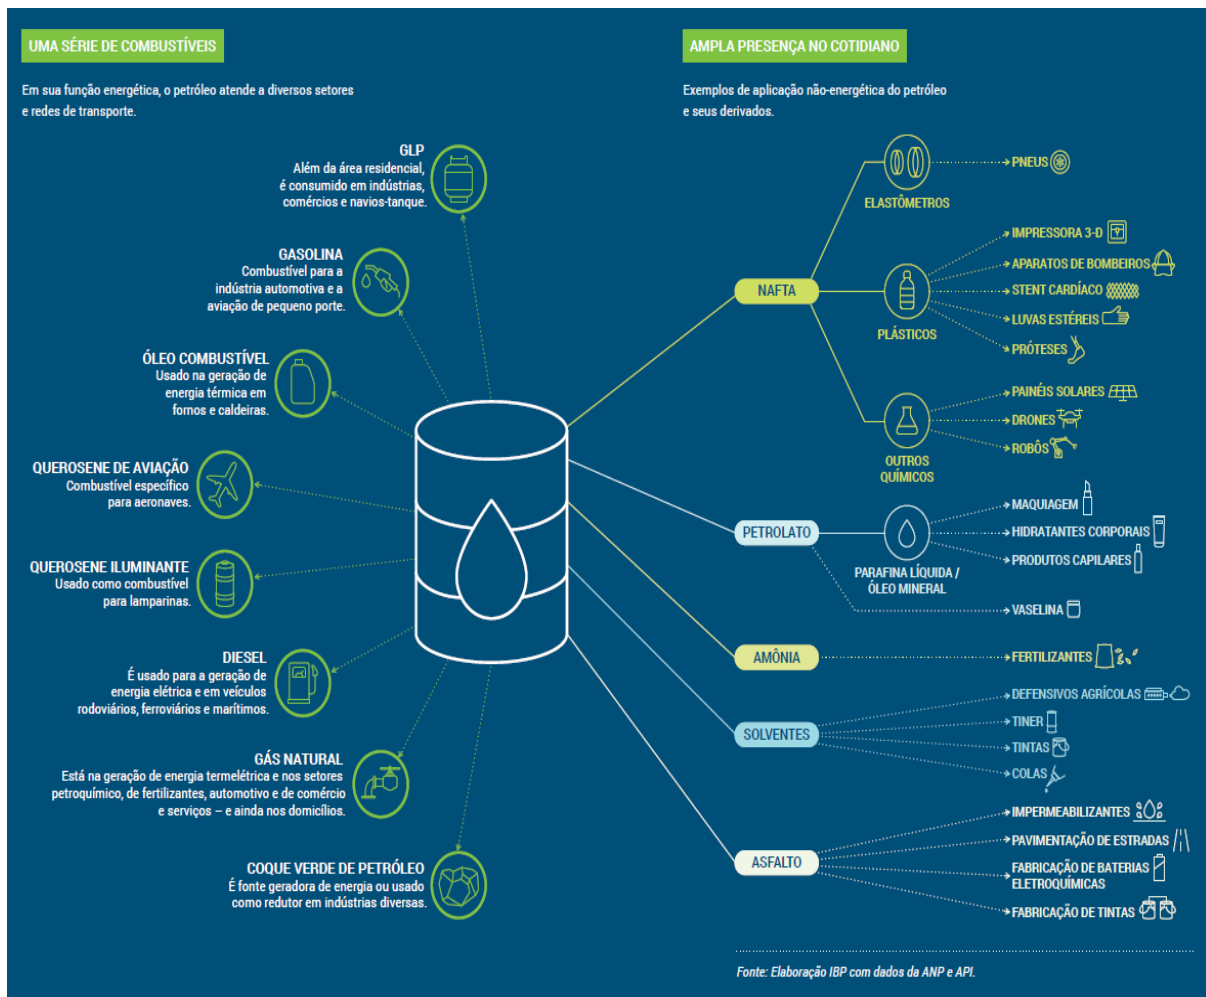 UMA SÉRIE DE COMBUSTÍVEIS
Em sua função energética, o petróleo atende a diversos setores
e redes de transporte.
GLP
Além da área residencial,
é consumido em indústrias,
comércios e navios-tanque.
GASOLINA
Combustível para a
indústria automotiva e a
aviação de pequeno porte.
ÓLEO COMBUSTÍVEL
Usado na geração de
energia térmica em
fornos e caldeiras.
QUEROSENE DE AVIAÇÃO
Combustível específico
para aeronaves.
QUEROSENE ILUMINANTE
Usado como combustível
para lamparinas.
DIESEL
É usado para a geração de
energia elétrica e em veículos
rodoviários, ferroviários e marítimos.
GÁS NATURAL
Está na geração de energia termelétrica e nos setores
petroquímico, de fertilizantes, automotivo e de comércio
e serviços – e ainda nos domicílios.
COQUE VERDE DE PETRÓLEO
É fonte geradora de energia ou usado
como redutor em indústrias diversas.
AMPLA PRESENÇA NO COTIDIANO
Exemplos de aplicação não-energética do petróleo
e seus derivados.
NAFTA
ELASTÔMETROS
PNEUS
PLÁSTICOS
IMPRESSORA 3-D
APARATOS DE BOMBEIROS
STENT CARDÍACO
LUVAS ESTÉREIS
PRÓTESES
OUTROS
QUÍMICOS
PAINÉIS SOLARES
DRONES
ROBÔS
PETROLATO
PARAFINA LÍQUIDA /
ÓLEO MINERAL
MAQUIAGEM
HIDRATANTES CORPORAIS
PRODUTOS CAPILARES
VASELINA
AMÔNIA
FERTILIZANTES
SOLVENTES
DEFENSIVOS AGRÍCOLAS
TINER
TINTAS
COLAS
ASFALTO
IMPERMEABILIZANTES
PAVIMENTAÇÃO DE ESTRADAS
FABRICAÇÃO DE BATERIAS
ELETROQUÍMICAS
FABRICAÇÃO DE TINTAS
Fonte: Elaboração IBP com dados da ANP e API.